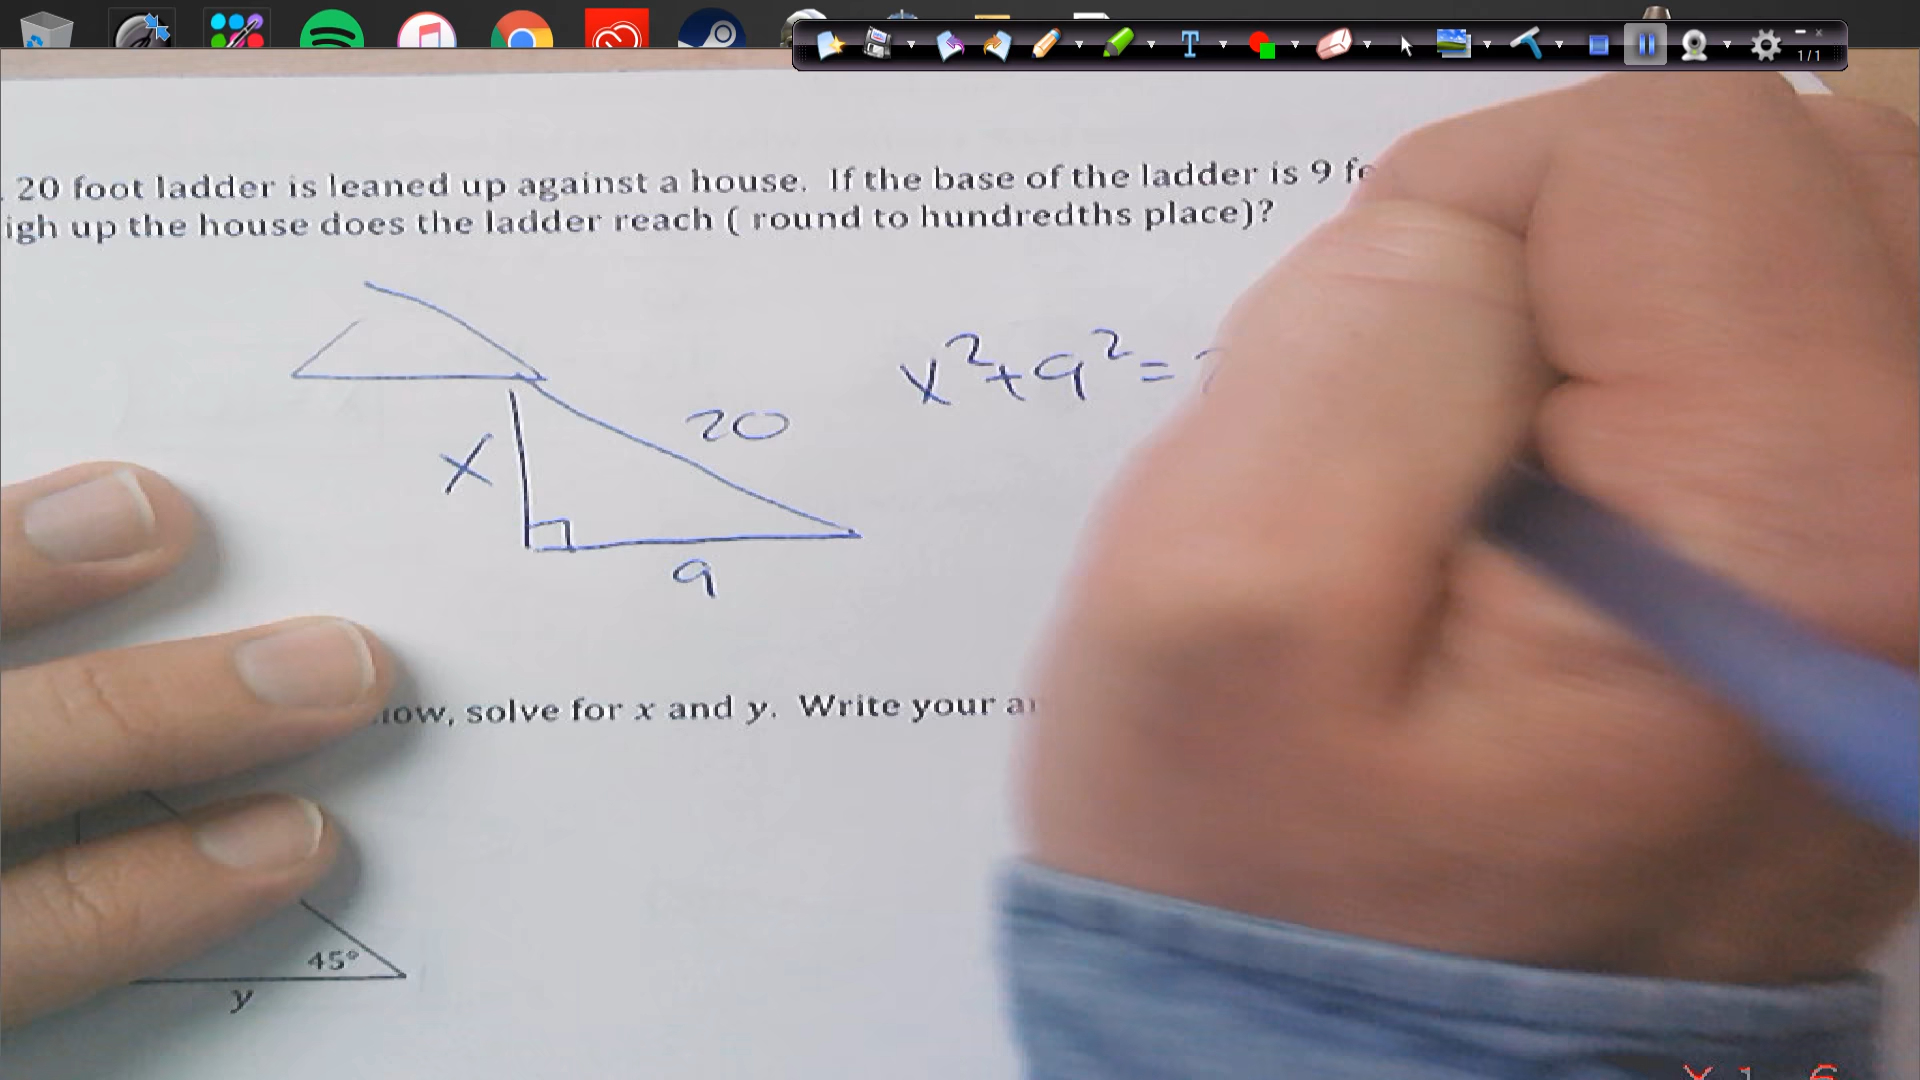 1/1
20 foot ladder is leaned up against a house. If the base of the ladder is 9
igh up the house does the ladder reach ( round to hundredths place)?
x²+9²=
20
x
9
low, solve for x and y. Write your
45°
y